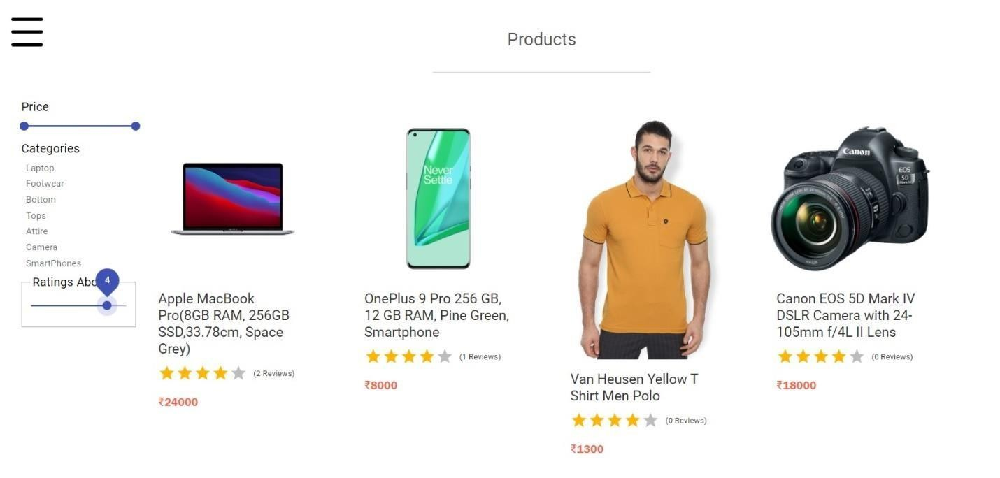 Products
Price
Categories
Laptop
Footwear
Bottom
Tops
Attire
Camera
SmartPhones
Ratings Abo
4
Never
Settle
Canon
EOS
5D
Mark IV
Apple MacBook
Pro(8GB RAM, 256GB
SSD,33.78cm, Space
Grey)
(2 Reviews)
₹24000
OnePlus 9 Pro 256 GB,
12 GB RAM, Pine Green,
Smartphone
(1 Reviews)
₹8000
Van Heusen Yellow T
Shirt Men Polo
(0 Reviews)
₹1300
Canon EOS 5D Mark IV
DSLR Camera with 24-
105mm f/4L II Lens
(0 Reviews)
₹18000